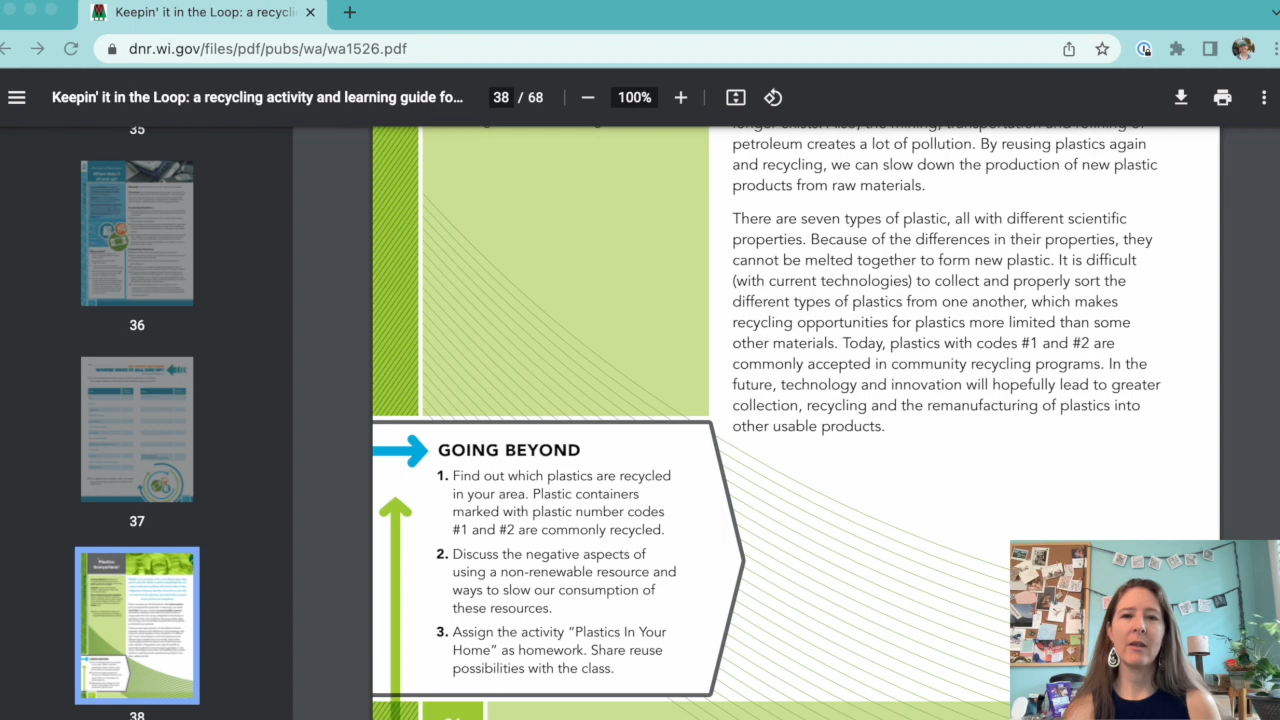 Keepin' it in the Loop: a recycli
dnr.wi.gov/files/pdf/pubs/wa/wa1526.pdf
Keepin' it in the Loop: a recycling activity and learning guide fo...
38 / 68
100%
35
36
37
38
petroleum creates a lot of pollution. By reusing plastics again
and recycling, we can slow down the production of new plastic
products from raw materials.
There are seven types of plastic, all with different scientific
properties. Because of the differences in their properties, they
cannot be melted together to form new plastic. It is difficult
(with current technologies) to collect and properly sort the
different types of plastics from one another, which makes
recycling opportunities for plastics more limited than some
other materials. Today, plastics with codes #1 and #2 are
commonly accepted in community recycling programs. In the
future, technology and innovation will hopefully lead to greater
collection, recycling and the remanufacturing of plastics into
other usable products.
GOING BEYOND
1. Find out which plastics are recycled
in your area. Plastic containers
marked with plastic number codes
#1 and #2 are commonly recycled.
2. Discuss the negative aspects of
using a non-renewable resource and
ways to slow our consumption of
these resources.
3. Assign the activity "Plastics In Your
Home" as homework. Share reuse
possibilities with the class.